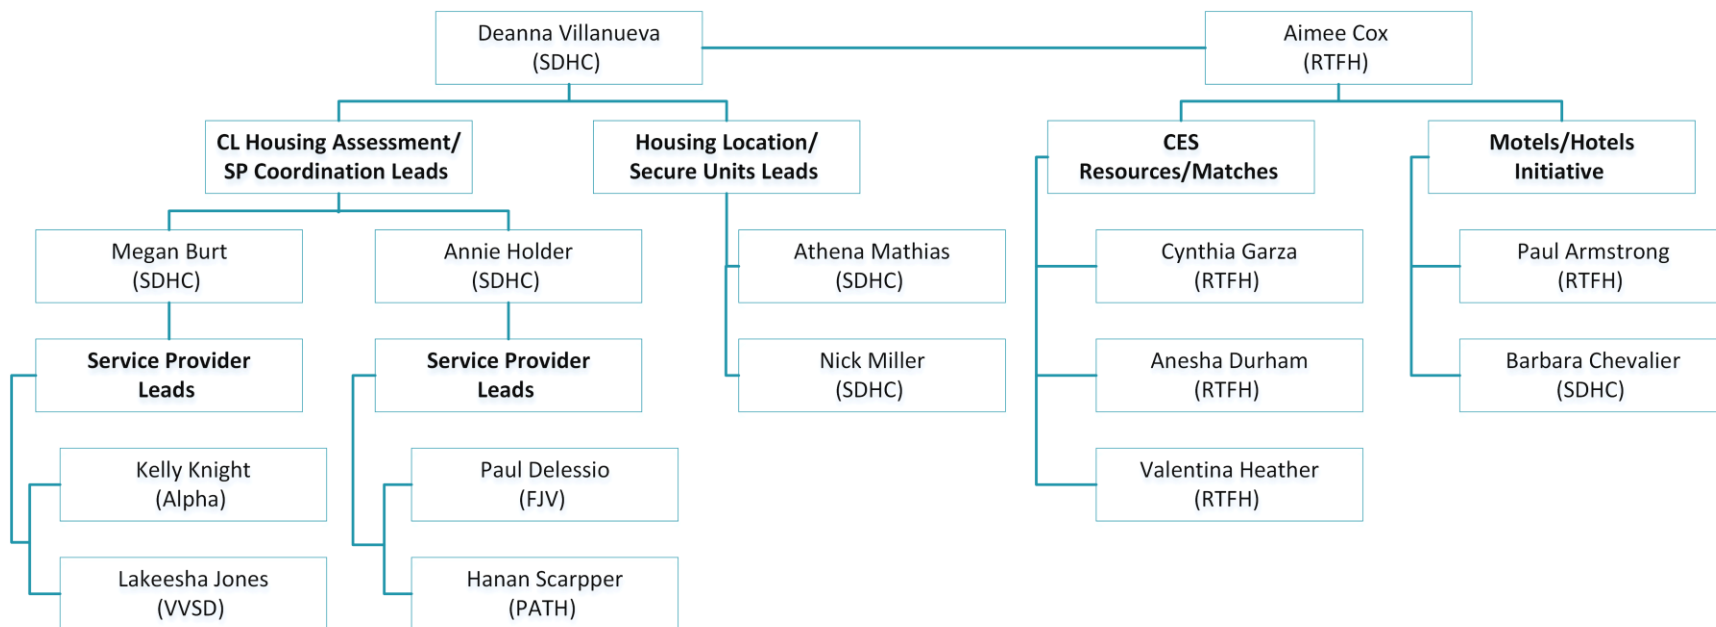 Deanna Villanueva
(SDHC)
Aimee Cox
(RTFH)
CL Housing Assessment/
SP Coordination Leads
Housing Location/
Secure Units Leads
CES
Resources/Matches
Motels/Hotels
Initiative
Megan Burt
(SDHC)
Annie Holder
(SDHC)
Athena Mathias
(SDHC)
Cynthia Garza
(RTFH)
Paul Armstrong
(RTFH)
Service Provider
Leads
Service Provider
Leads
Nick Miller
(SDHC)
Anesha Durham
(RTFH)
Barbara Chevalier
(SDHC)
Kelly Knight
(Alpha)
Paul Delessio
(FJV)
Valentina Heather
(RTFH)
Lakeesha Jones
(VVSD)
Hanan Scarpper
(PATH)